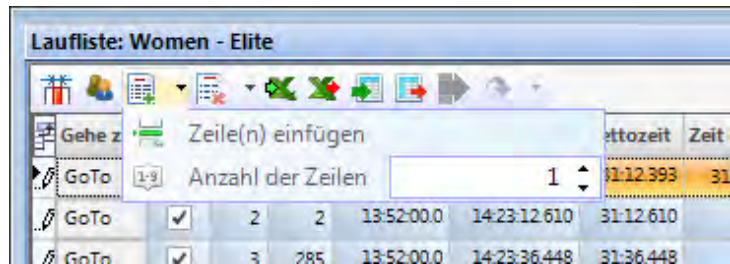 Laufliste: Women - Elite
Zeile(n) einfügen
Anzahl der Zeilen 1
Gehe z ettozeit Zeit
GoTo 31:12.393 31
GoTo 2 2 13:52:00.0 14:23:12.610 31:12.610
GoTo 3 285 13:52:00.0 14:23:36.448 31:36.448